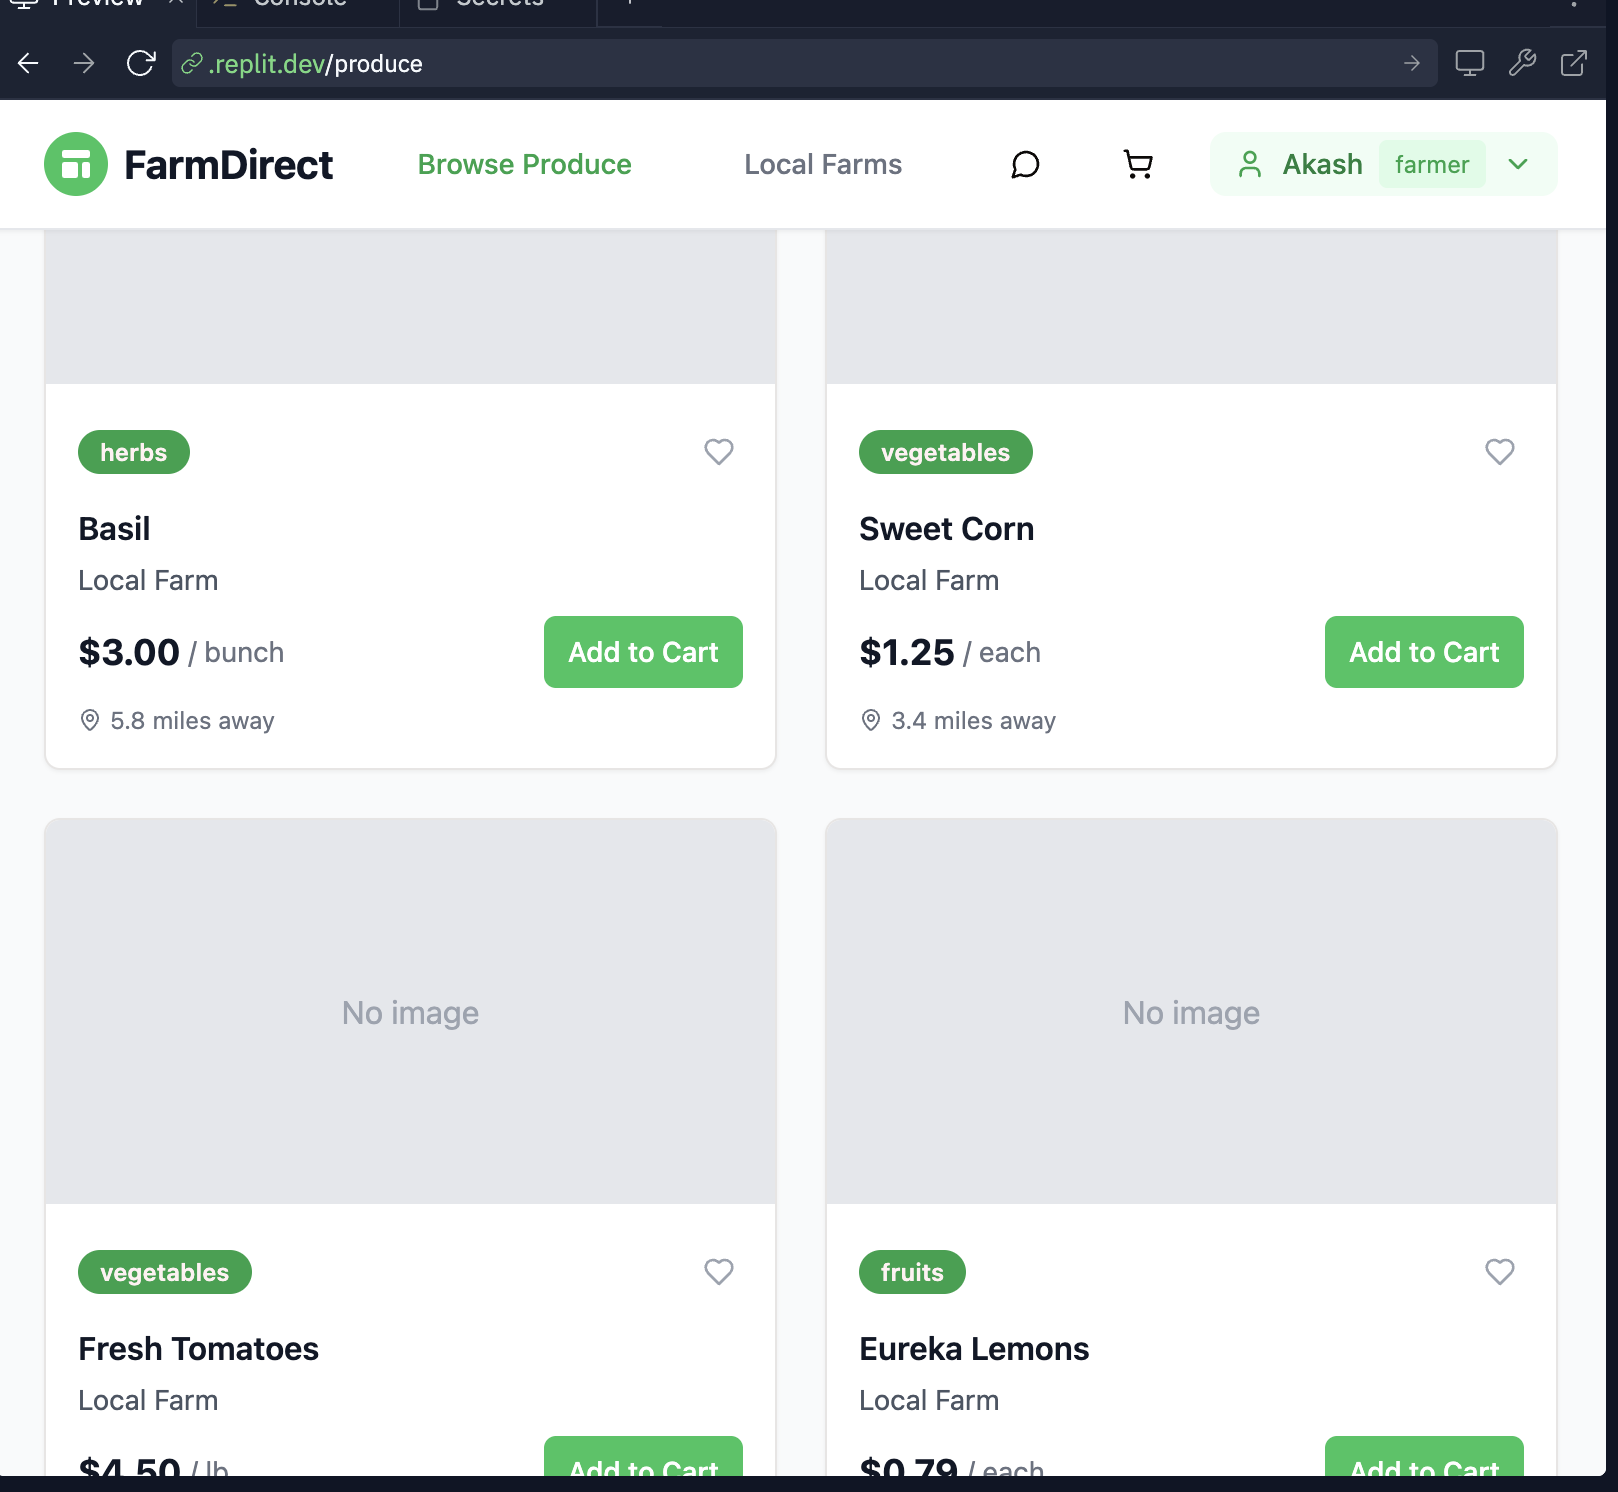 Preview
Console
Secrets
.replit.dev/produce
FarmDirect
Browse Produce
Local Farms
Akash
farmer
herbs
Basil
Local Farm
$3.00 / bunch
Add to Cart
5.8 miles away
vegetables
Sweet Corn
Local Farm
$1.25 / each
Add to Cart
3.4 miles away
No image
vegetables
Fresh Tomatoes
Local Farm
$4.50 / lb
Add to Cart
No image
fruits
Eureka Lemons
Local Farm
$0.79 / each
Add to Cart